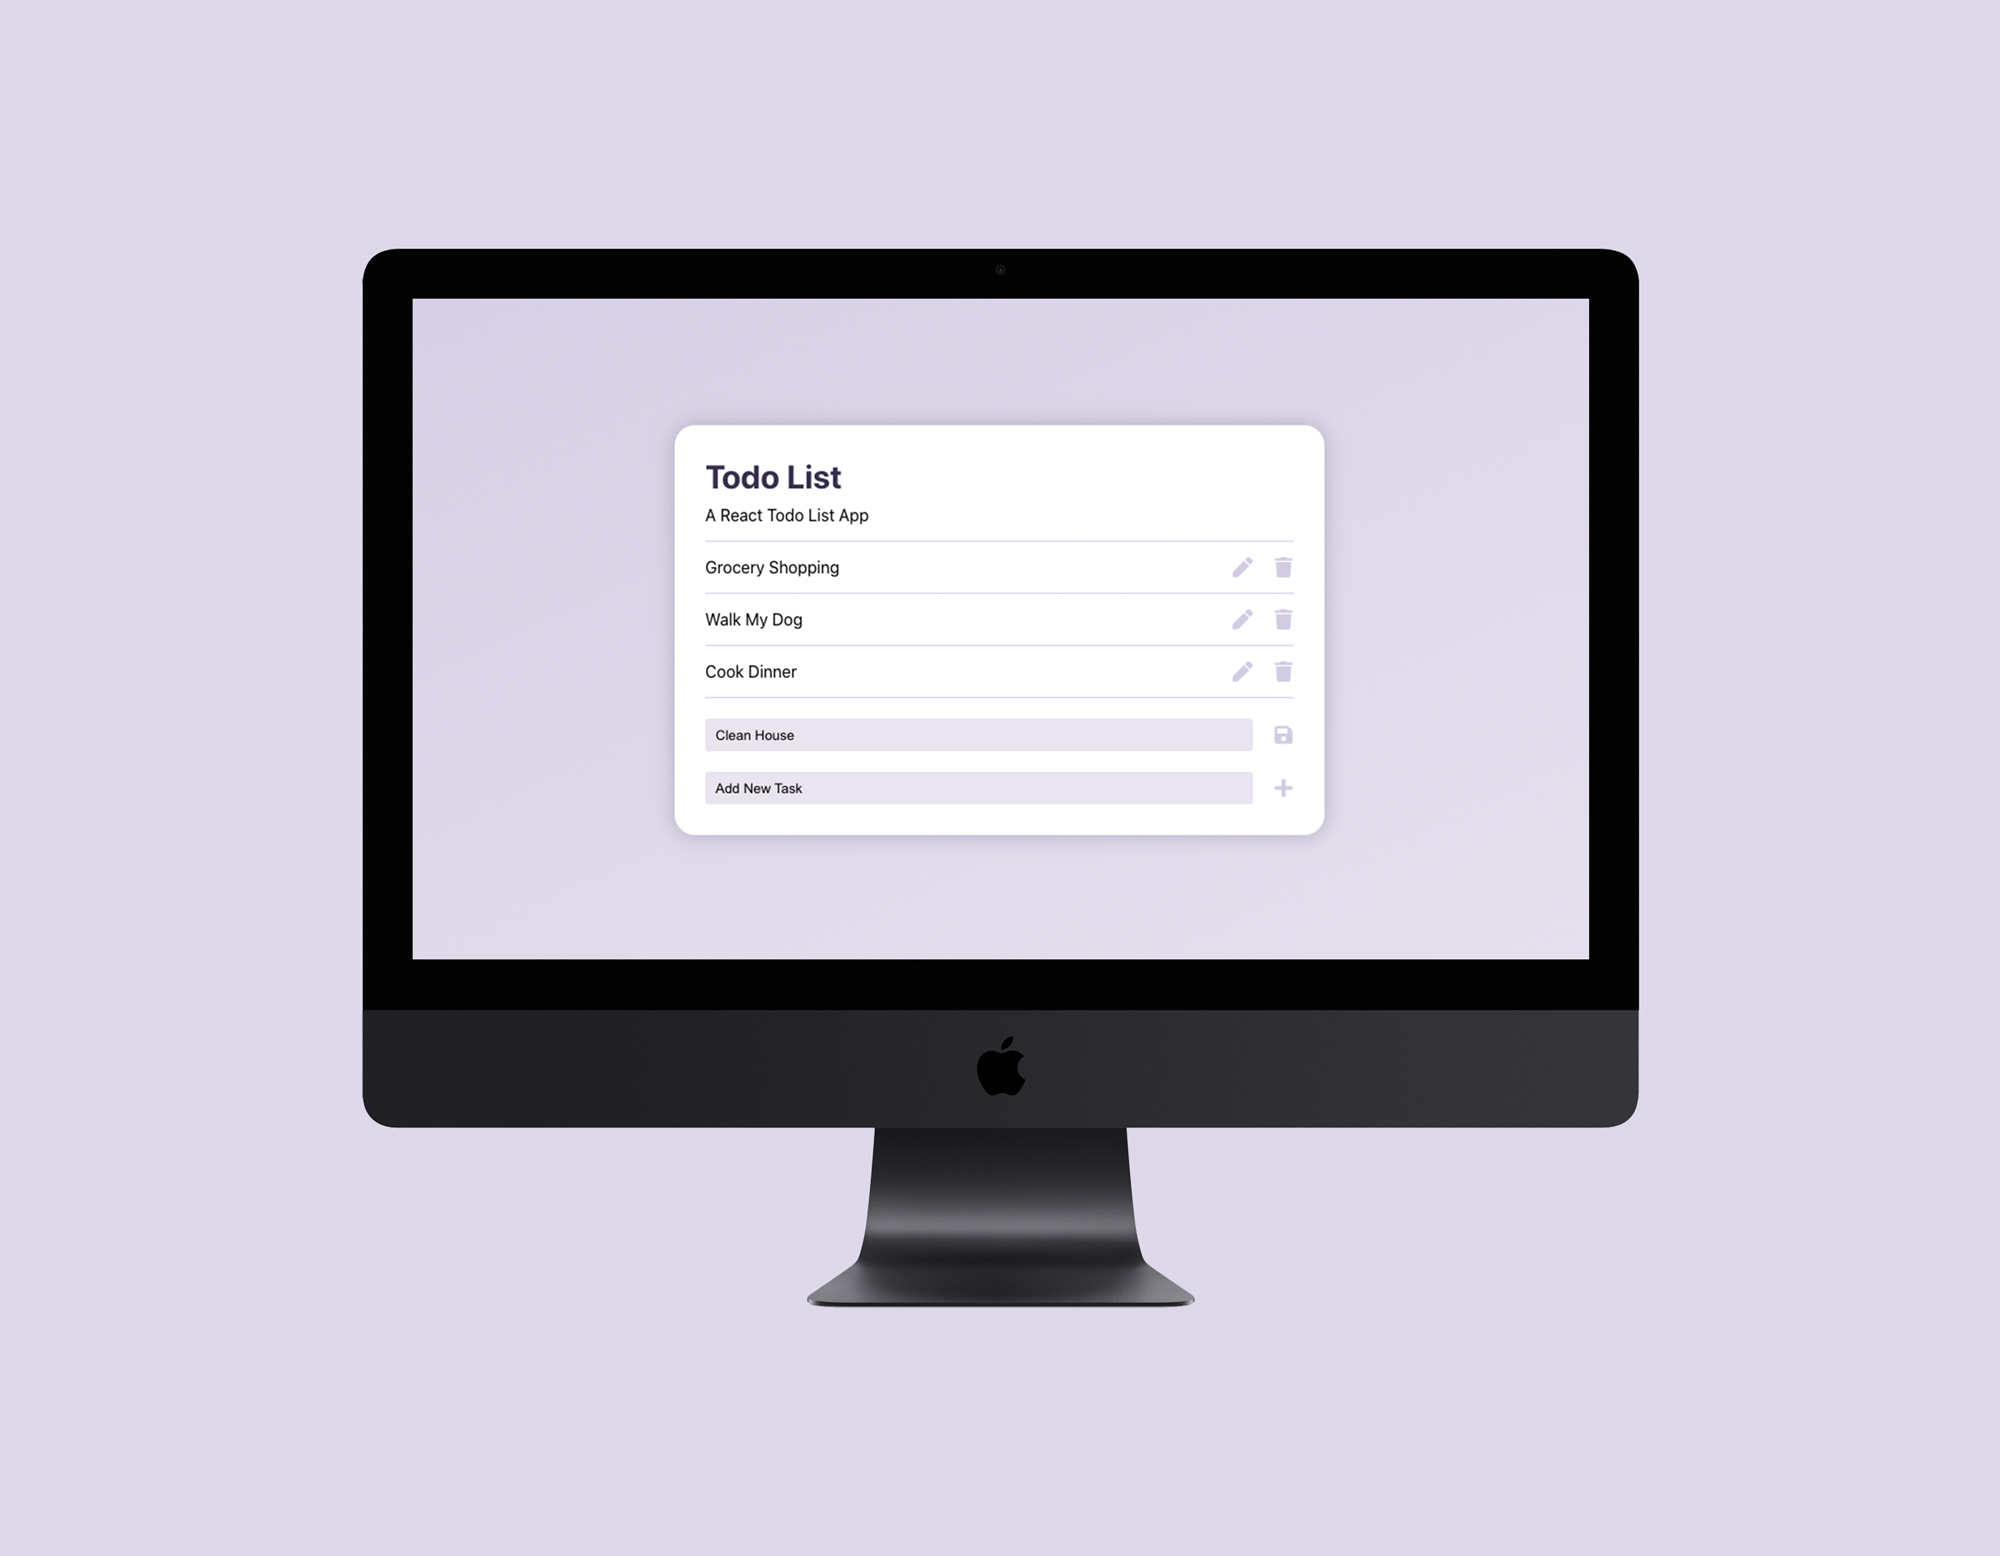 Todo List
A React Todo List App
Grocery Shopping
Walk My Dog
Cook Dinner
Clean House
Add New Task